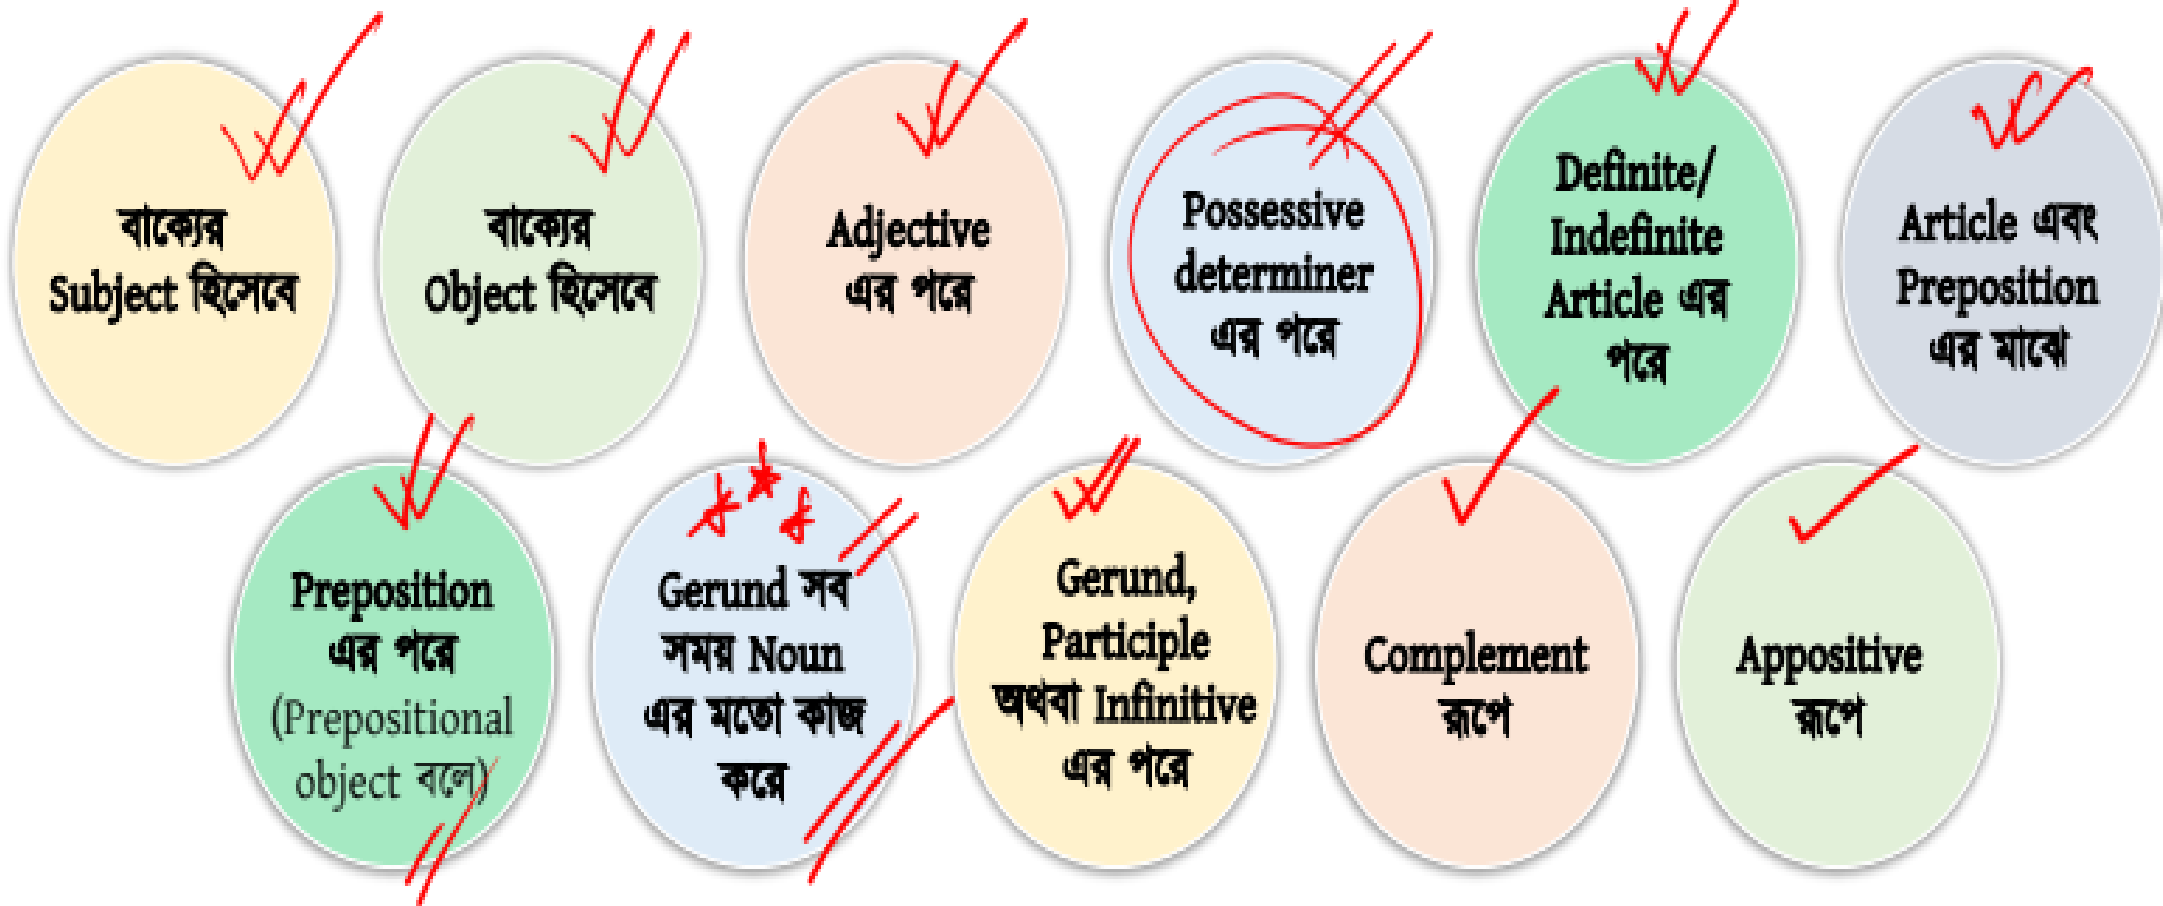 বাক্যের
Subject হিসেবে
বাক্যের
Object হিসেবে
Adjective
এর পরে
Possessive
determiner
এর পরে
Definite/
Indefinite
Article এর
পরে
Article এবং
Preposition
এর মাঝে
Preposition
এর পরে
(Prepositional
object বলে)
Gerund সব
সময় Noun
এর মতো কাজ
করে
Gerund,
Participle
অথবা Infinitive
এর পরে
Complement
রূপে
Appositive
রূপে